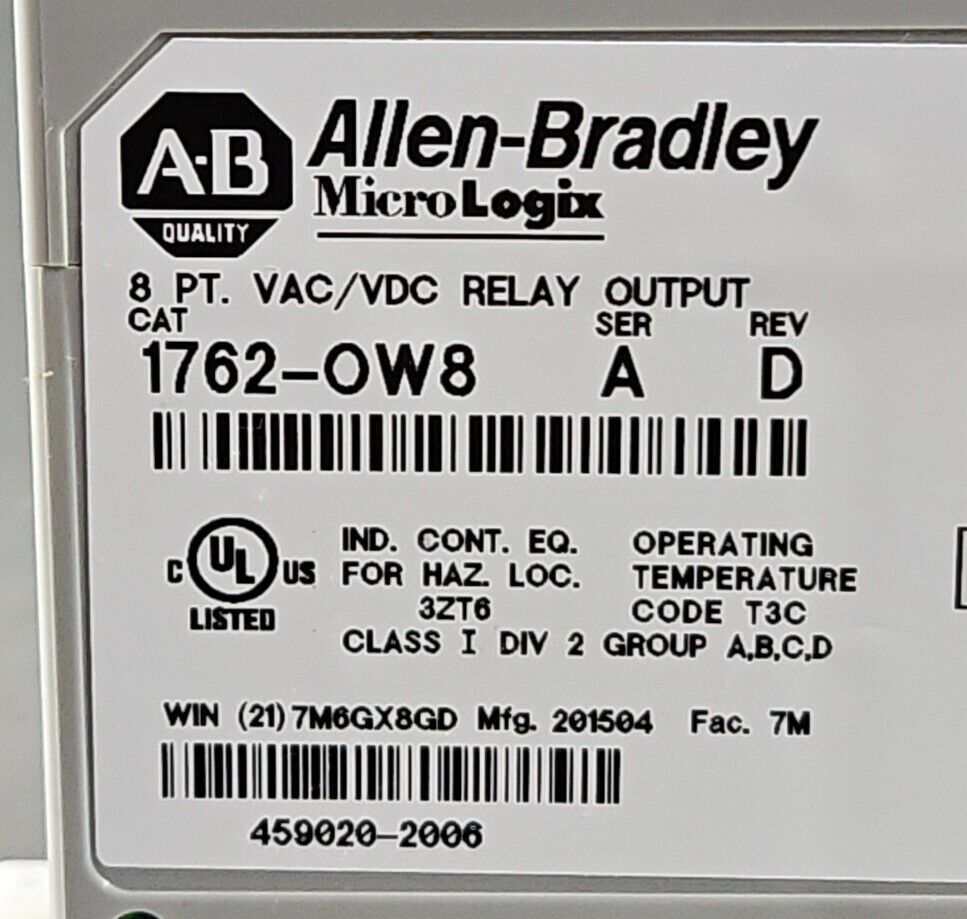 A-B
QUALITY
Allen-Bradley
MicroLogix
8 PT. VAC/VDC RELAY OUTPUT
CAT SER REV
1762-OW8 A D
C UL US
LISTED
IND. CONT. EQ.
FOR HAZ. LOC.
3ZT6
OPERATING
TEMPERATURE
CODE T3C
CLASS I DIV 2 GROUP A,B,C,D
WIN (21) 7M6GX8GD Mfg. 201504 Fac. 7M
459020-2006